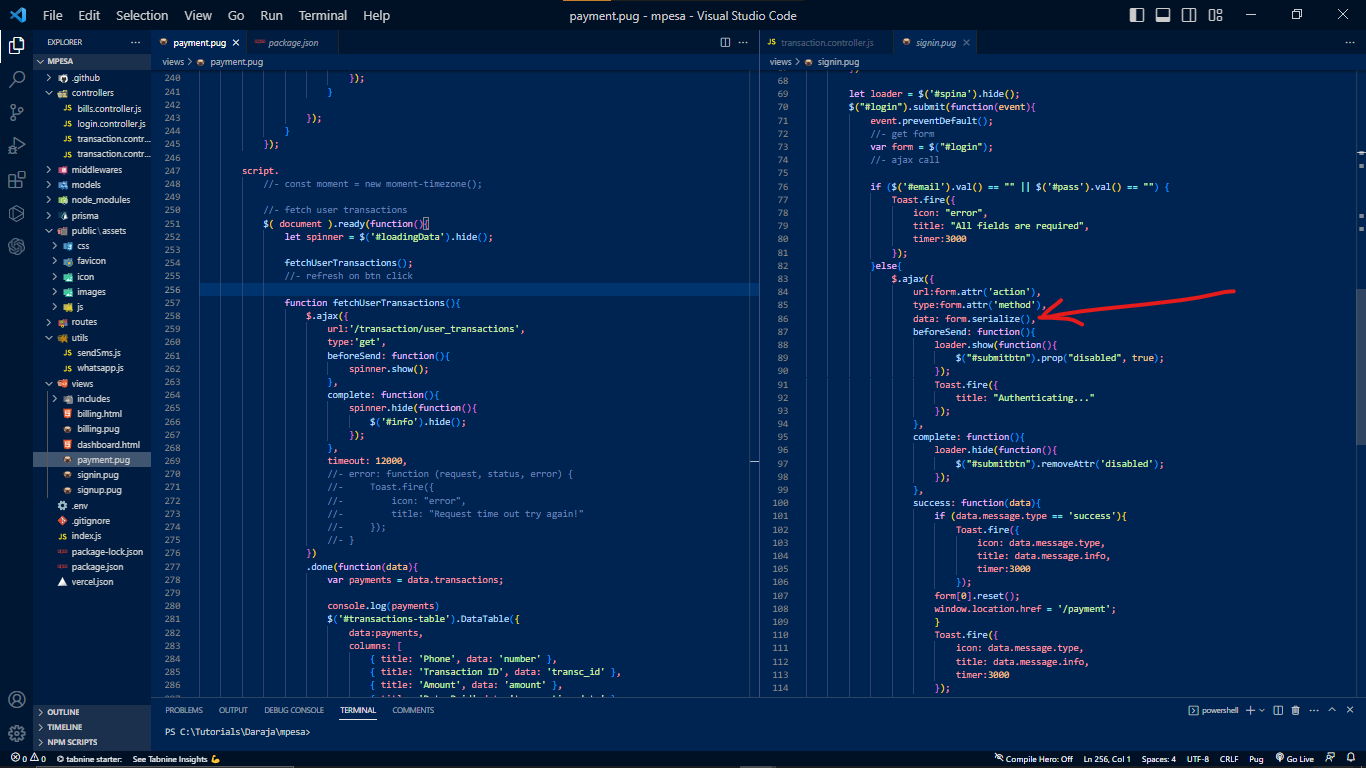 File Edit Selection View Go Run Terminal Help
payment.pug - mpesa - Visual Studio Code
EXPLORER
MPESA
.github
controllers
bills.controller.js
login.controller.js
transaction.contr...
transaction.contr...
middlewares
models
node_modules
prisma
public\assets
css
favicon
icon
images
js
routes
utils
sendSms.js
whatsapp.js
views
includes
billing.html
billing.pug
dashboard.html
payment.pug
signin.pug
signup.pug
.env
.gitignore
index.js
package-lock.json
package.json
vercel.json
OUTLINE
TIMELINE
NPM SCRIPTS
payment.pug package.json
views > payment.pug
240 });
241 }
242
243 });
244 }
245 });
246
247 script.
248 //- const moment = new moment-timezone();
249
250 //- fetch user transactions
251 $( document ).ready(function(){
252 let spinner = $('#loadingData').hide();
253
254 fetchUserTransactions();
255 //- refresh on btn click
256
257 function fetchUserTransactions(){
258 $.ajax({
259 url:'/transaction/user_transactions',
260 type:'get',
261 beforeSend: function(){
262 spinner.show();
263 },
264 complete: function(){
265 spinner.hide(function(){
266 $('#info').hide();
267 });
268 },
269 timeout: 12000,
270 //- error: function (request, status, error) {
271 //- Toast.fire({
272 //- icon: "error",
273 //- title: "Request time out try again!"
274 //- });
275 //- }
276 })
277 .done(function(data){
278 var payments = data.transactions;
279
280 console.log(payments)
281 $('#transactions-table').DataTable({
282 data:payments,
283 columns: [
284 { title: 'Phone', data: 'number' },
285 { title: 'Transaction ID', data: 'transc_id' },
286 { title: 'Amount', data: 'amount' },
transaction.controller.js signin.pug
views > signin.pug
68
69 let loader = $('#spina').hide();
70 $("#login").submit(function(event){
71 event.preventDefault();
72 //- get form
73 var form = $("#login");
74 //- ajax call
75
76 if ($('#email').val() == "" || $('#pass').val() == "") {
77 Toast.fire({
78 icon: "error",
79 title: "All fields are required",
80 timer:3000
81 });
82 }else{
83 $.ajax({
84 url:form.attr('action'),
85 type:form.attr('method'),
86 data: form.serialize(),
87 beforeSend: function(){
88 loader.show(function(){
89 $("#submitbtn").prop("disabled", true);
90 });
91 Toast.fire({
92 title: "Authenticating..."
93 });
94 },
95 complete: function(){
96 loader.hide(function(){
97 $("#submitbtn").removeAttr('disabled');
98 });
99 },
100 success: function(data){
101 if (data.message.type == 'success'){
102 Toast.fire({
103 icon: data.message.type,
104 title: data.message.info,
105 timer:3000
106 });
107 form[0].reset();
108 window.location.href = '/payment';
109 }
110 Toast.fire({
111 icon: data.message.type,
112 title: data.message.info,
113 timer:3000
114 });
PROBLEMS OUTPUT DEBUG CONSOLE TERMINAL COMMENTS
powershell
PS C:\Tutorials\Daraja\mpesa>
0 0 tabnine starter: See Tabnine Insights Compile Hero: Off Ln 256, Col 1 Spaces: 4 UTF-8 CRLF Pug Go Live